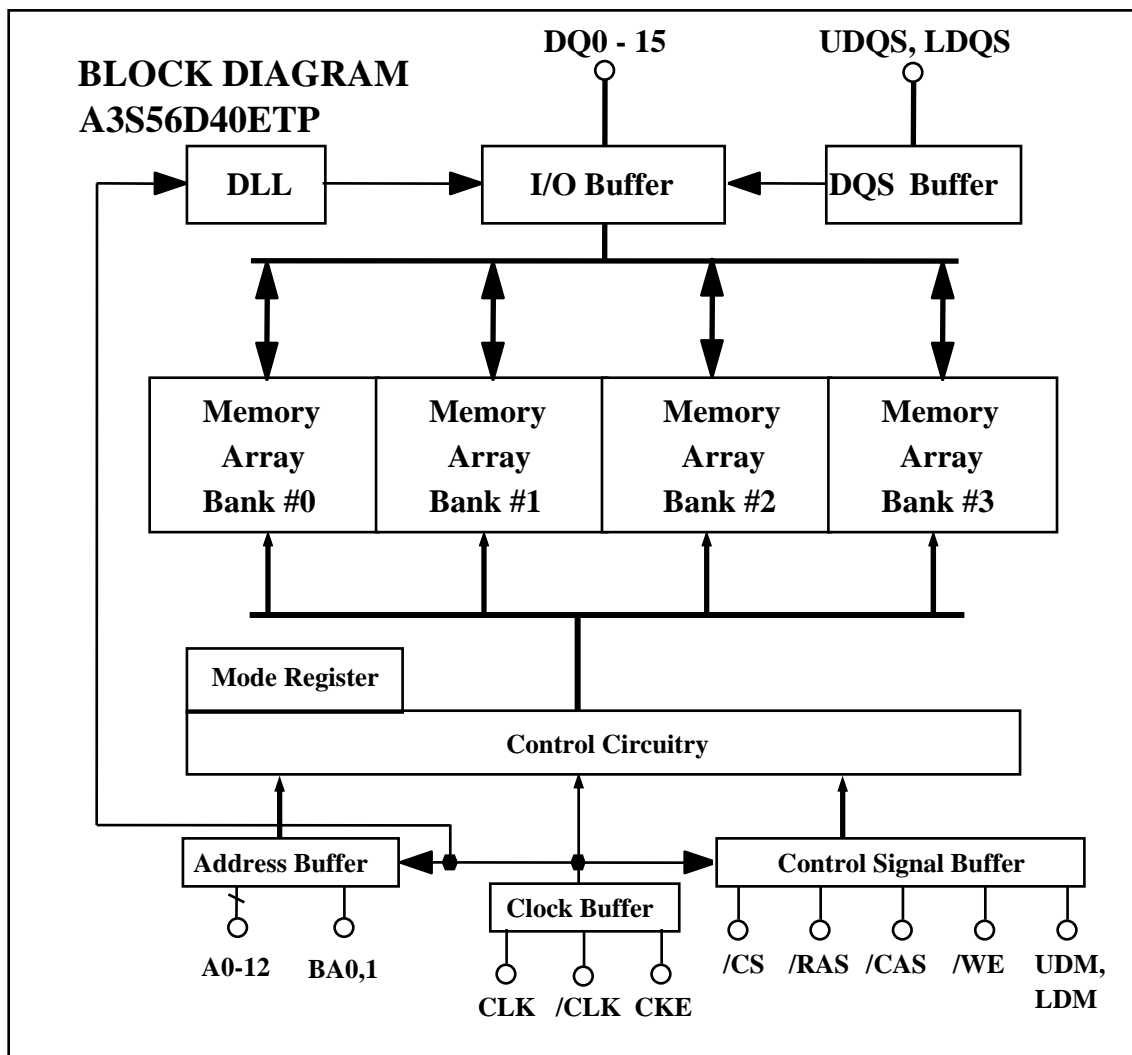 DQ0 - 15
UDQS, LDQS
BLOCK DIAGRAM
A3S56D40ETP
DLL
I/O Buffer
DQS Buffer
Memory
Array
Bank #0
Memory
Array
Bank #1
Memory
Array
Bank #2
Memory
Array
Bank #3
Mode Register
Control Circuitry
Address Buffer
Control Signal Buffer
Clock Buffer
A0-12
BA0,1
CLK
/CLK
CKE
/CS
/RAS
/CAS
/WE
UDM,
LDM